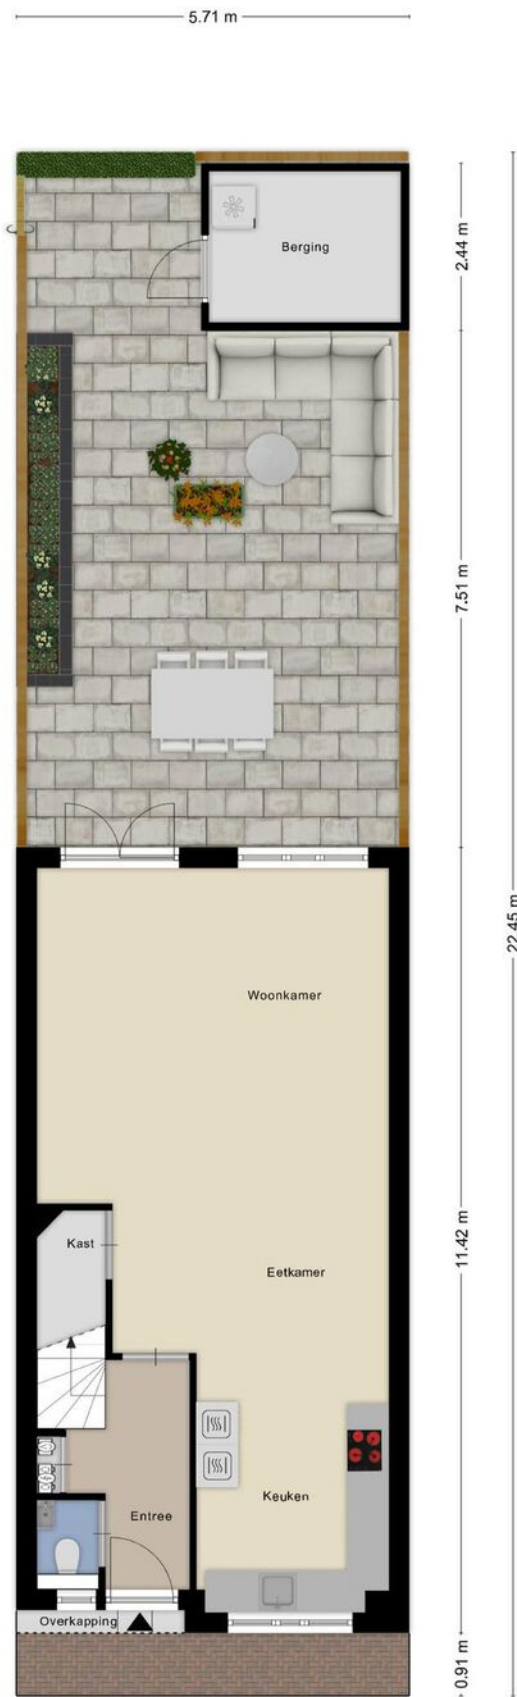 5.71 m
Berging
2.44 m
7.51 m
22.45 m
Woonkamer
Kast
11.42 m
Eetkamer
Keuken
Entree
Overkapping
0.91 m